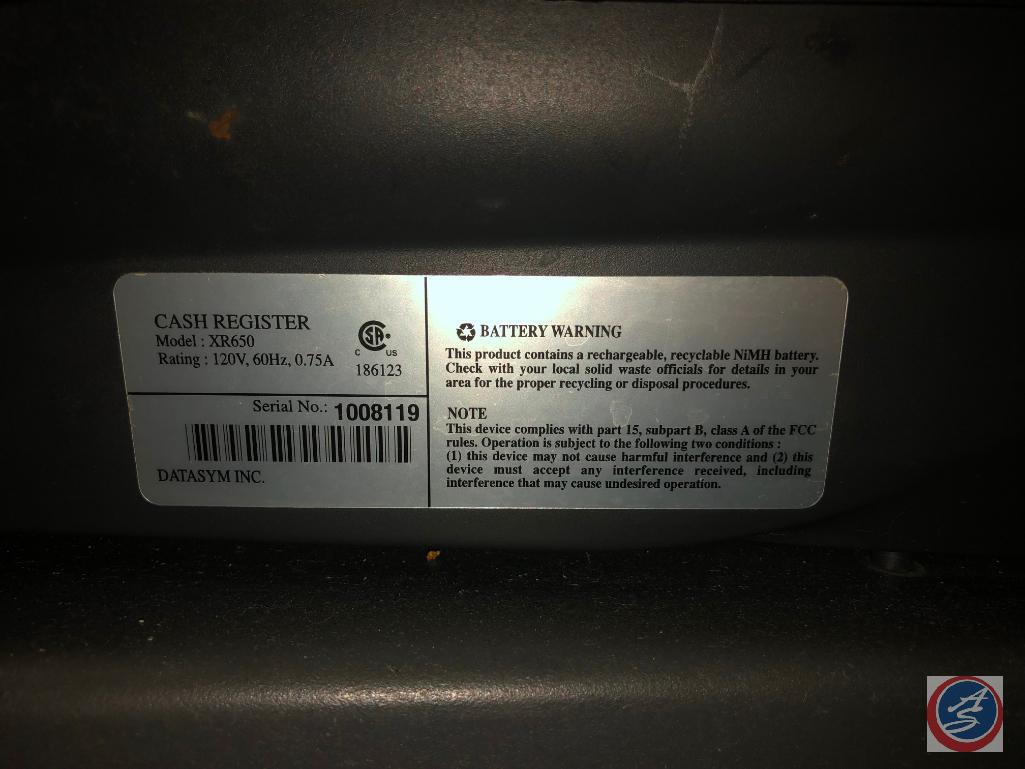 CASH REGISTER
Model : XR650
Rating : 120V, 60Hz, 0.75A
C SA US
186123
Serial No.: 1008119
DATASYM INC.
BATTERY WARNING
This product contains a rechargeable, recyclable NiMH battery.
Check with your local solid waste officials for details in your
area for the proper recycling or disposal procedures.
NOTE
This device complies with part 15, subpart B, class A of the FCC
rules. Operation is subject to the following two conditions :
(1) this device may not cause harmful interference and (2) this
device must accept any interference received, including
interference that may cause undesired operation.
AS